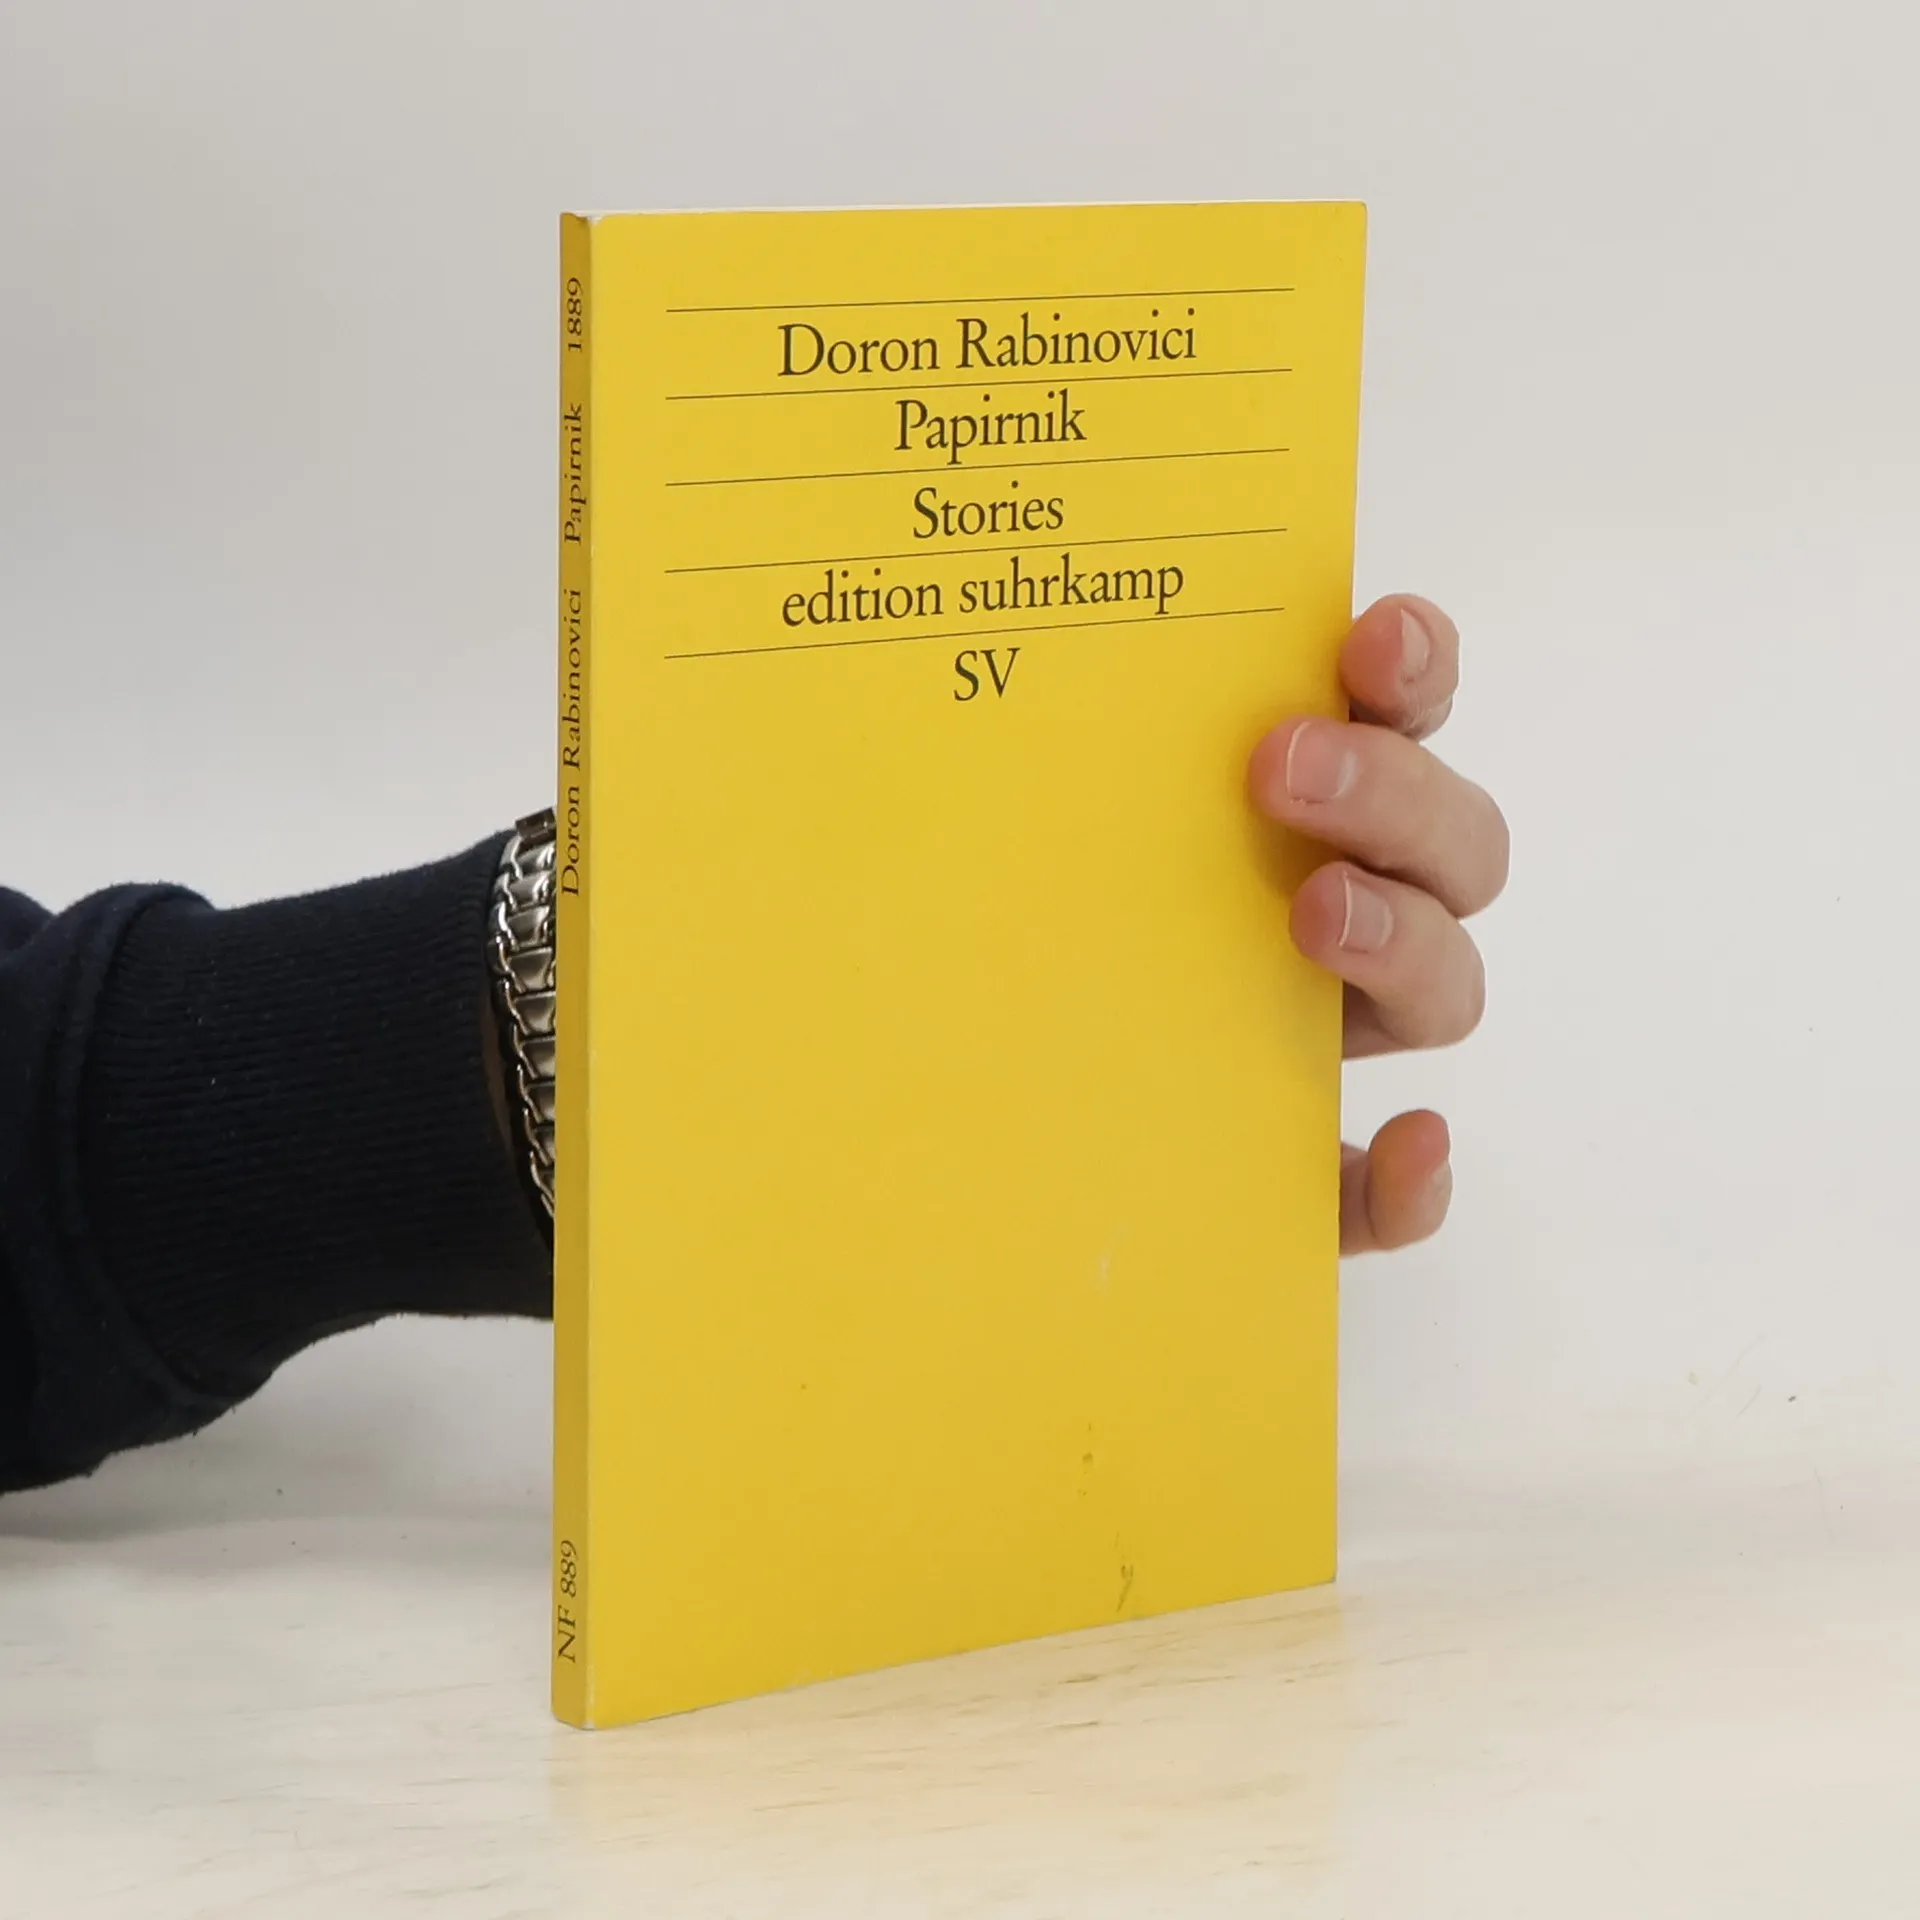 Doron Rabinovici
Papirnik
Stories
edition suhrkamp
SV
Doron Rabinovici Papirnik 1889
NF 889